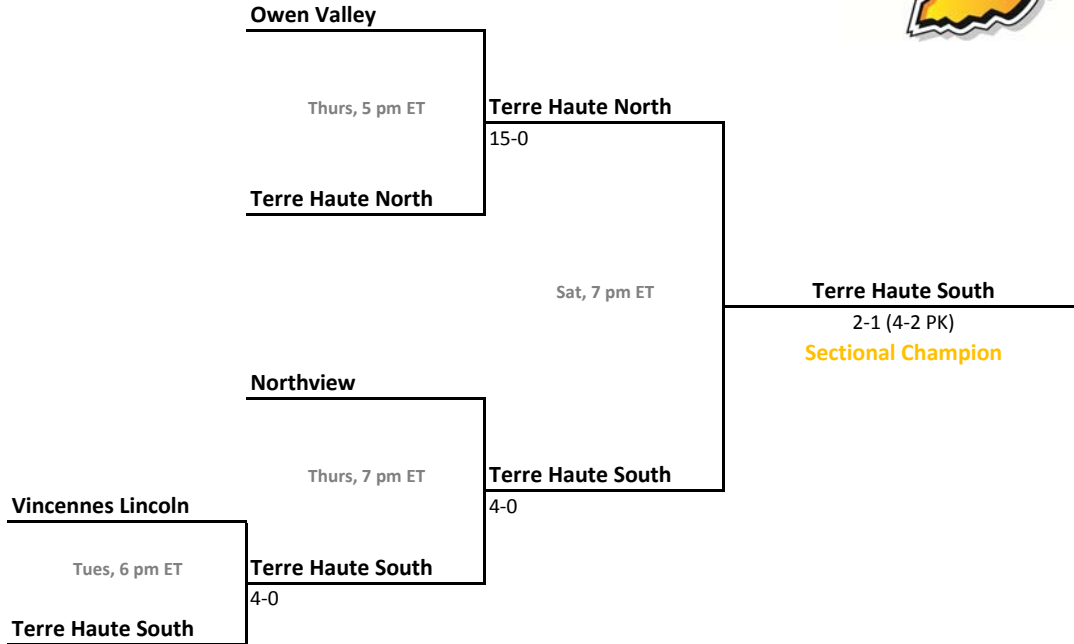 Owen Valley
Thurs, 5 pm ET
Terre Haute North
15-0
Terre Haute North
Sat, 7 pm ET
Terre Haute South
2-1 (4-2 PK)
Sectional Champion
Northview
Thurs, 7 pm ET
Terre Haute South
4-0
Vincennes Lincoln
Tues, 6 pm ET
Terre Haute South
4-0
Terre Haute South